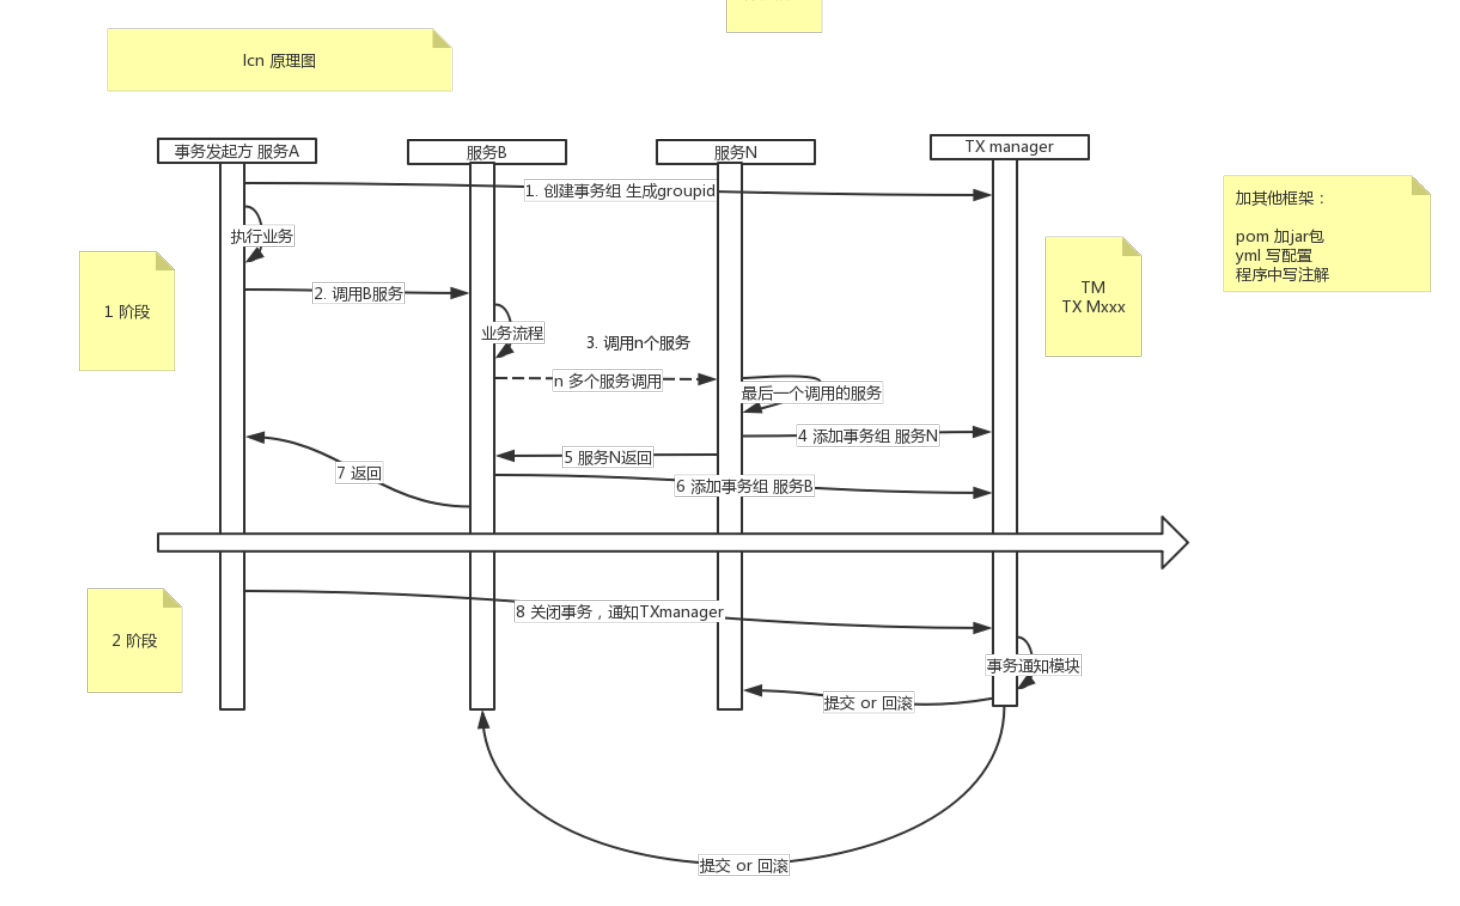 lcn 原理图
事务发起方 服务A
服务B
服务N
TX manager
1. 创建事务组 生成groupid
执行业务
加其他框架：
pom 加jar包
yml 写配置
程序中写注解
TM
TX Mxxx
1 阶段
2. 调用B服务
业务流程
3. 调用n个服务
n 多个服务调用
最后一个调用的服务
4 添加事务组 服务N
5 服务N返回
7 返回
6 添加事务组 服务B
8 关闭事务，通知TXmanager
2 阶段
事务通知模块
提交 or 回滚
提交 or 回滚